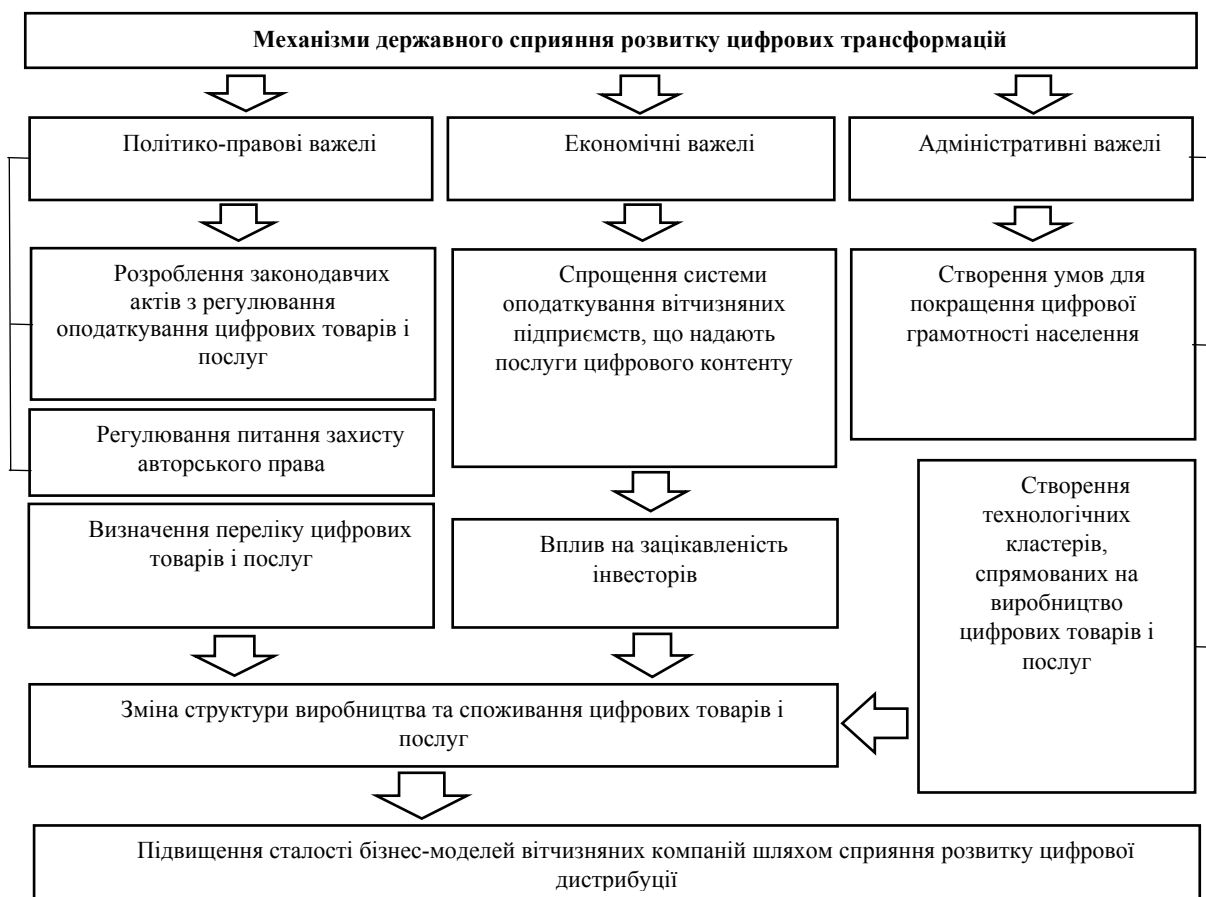 Механізми державного сприяння розвитку цифрових трансформацій
Політико-правові важелі
Економічні важелі
Адміністративні важелі
Розроблення законодавчих
актів з регулювання
оподаткування цифрових товарів і
послуг
Спрощення системи
оподаткування вітчизняних
підприємств, що надають
послуги цифрового контенту
Створення умов для
покращення цифрової
грамотності населення
Регулювання питання захисту
авторського права
Визначення переліку цифрових
товарів і послуг
Вплив на зацікавленість
інвесторів
Створення
технологічних
кластерів,
спрямованих на
виробництво
цифрових товарів і
послуг
Зміна структури виробництва та споживання цифрових товарів і
послуг
Підвищення сталості бізнес-моделей вітчизняних компаній шляхом сприяння розвитку цифрової
дистрибуції